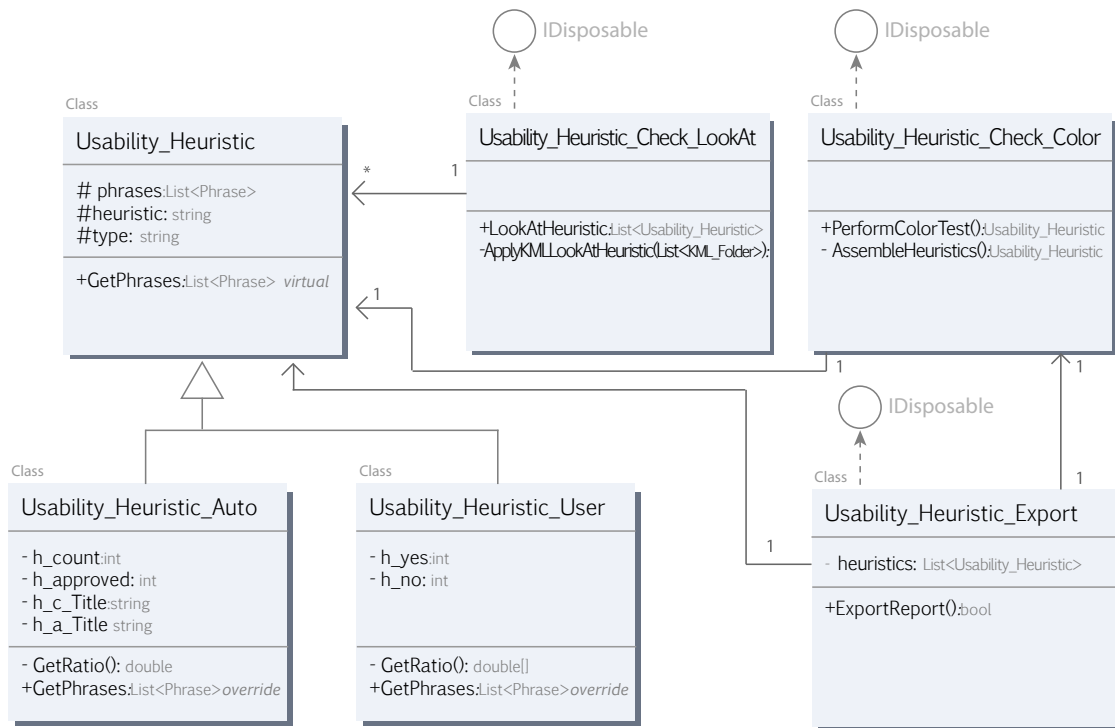 IDisposable
IDisposable
Class
Usability_Heuristic
# phrases:List<Phrase>
#heuristic: string
#type: string
+GetPhrases:List<Phrase> virtual
Class
Usability_Heuristic_Check_LookAt
+LookAtHeuristic:List<Usability_Heuristic>
-ApplyKMLLookAtHeuristic(List<KML_Folder>):
Class
Usability_Heuristic_Check_Color
+PerformColorTest():Usability_Heuristic
- AssembleHeuristics():Usability_Heuristic
*
1
1
1
1
IDisposable
Class
Usability_Heuristic_Auto
- h_count:int
- h_approved: int
- h_c_Title:string
- h_a_Title string
- GetRatio(): double
+GetPhrases:List<Phrase>override
Class
Usability_Heuristic_User
- h_yes:int
- h_no: int
- GetRatio(): double[]
+GetPhrases:List<Phrase>override
1
1
Class
Usability_Heuristic_Export
- heuristics: List<Usability_Heuristic>
+ExportReport():bool